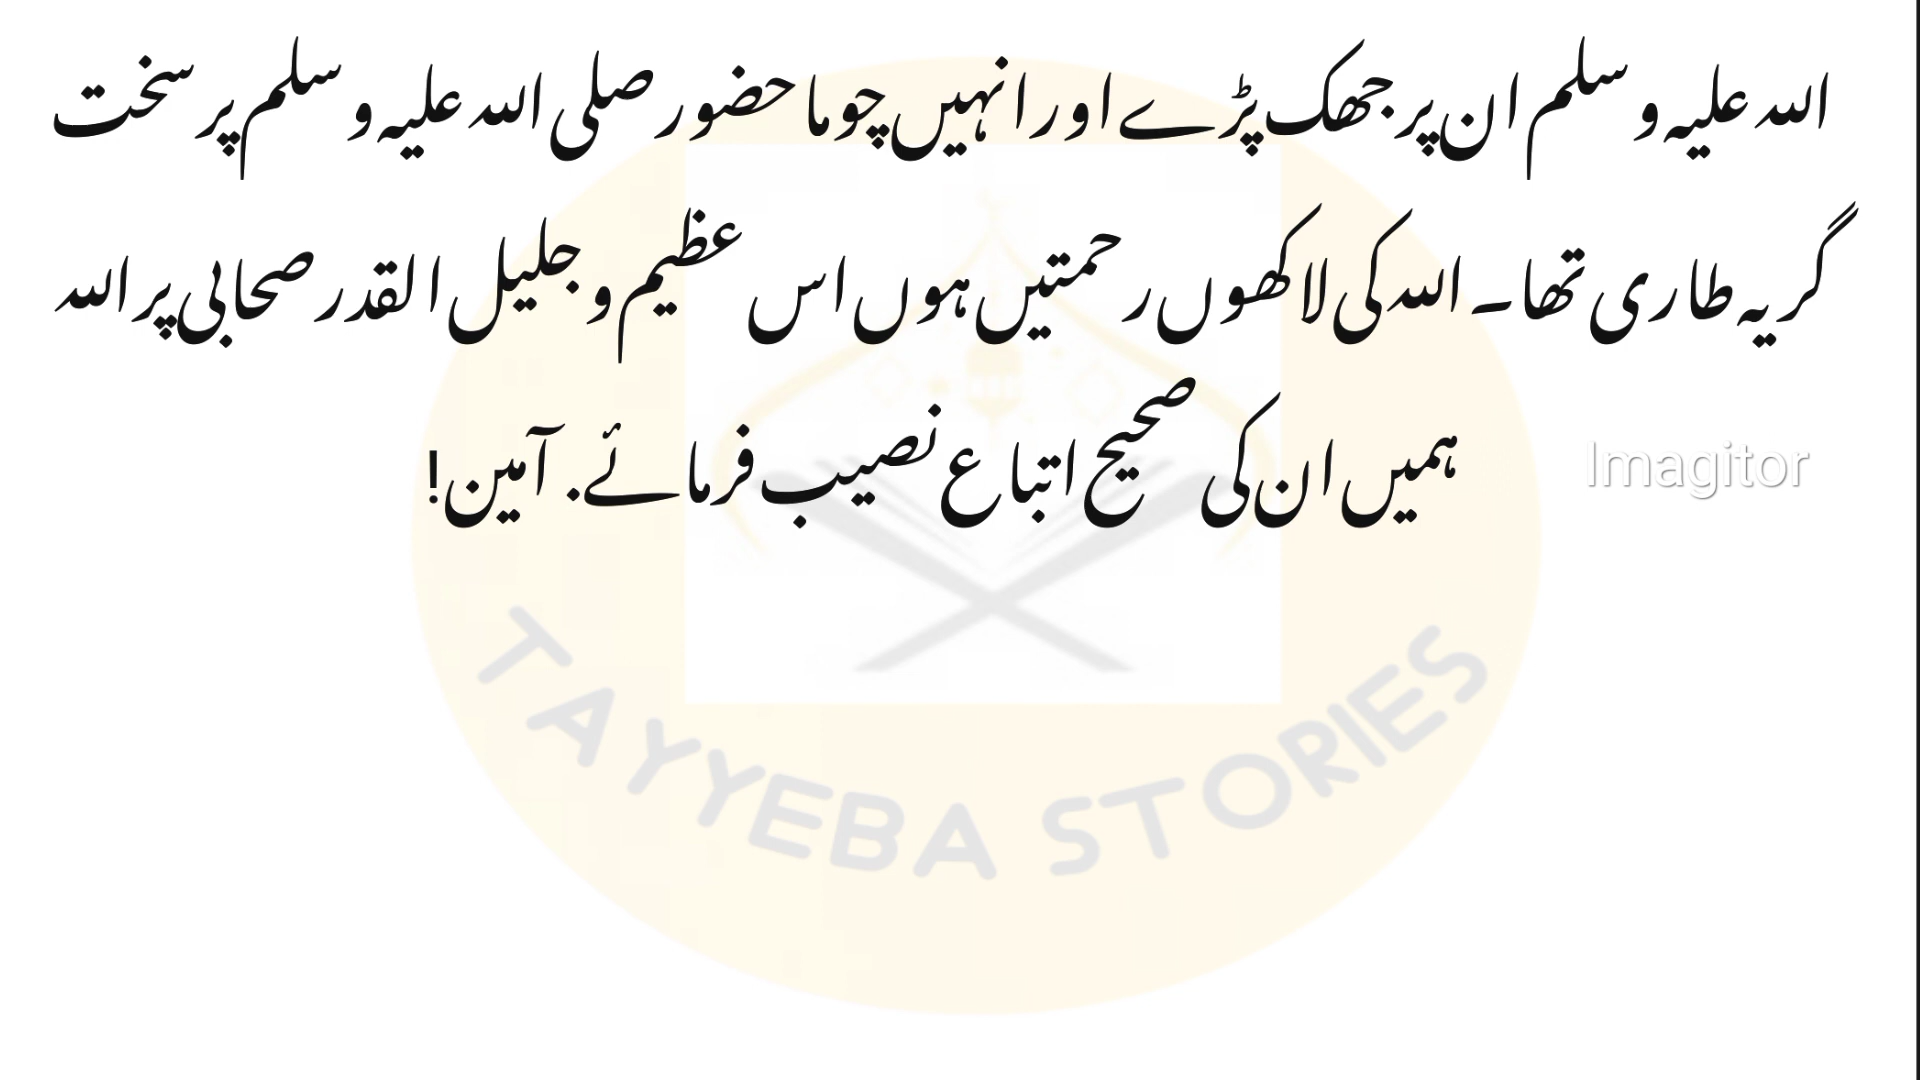 اللہ علیہ وسلم ان پر جھک پڑے اور انہیں چوما حضور صلی اللہ علیہ وسلم پر سخت
گریہ طاری تھا۔ اللہ کی لاکھوں رحمتیں ہوں اس عظیم و جلیل القدر صحابی پر اللہ
ہمیں ان کی صحیح اتباع نصیب فرمائے. آمین!
Imagitor
TAYYEBA STORIES